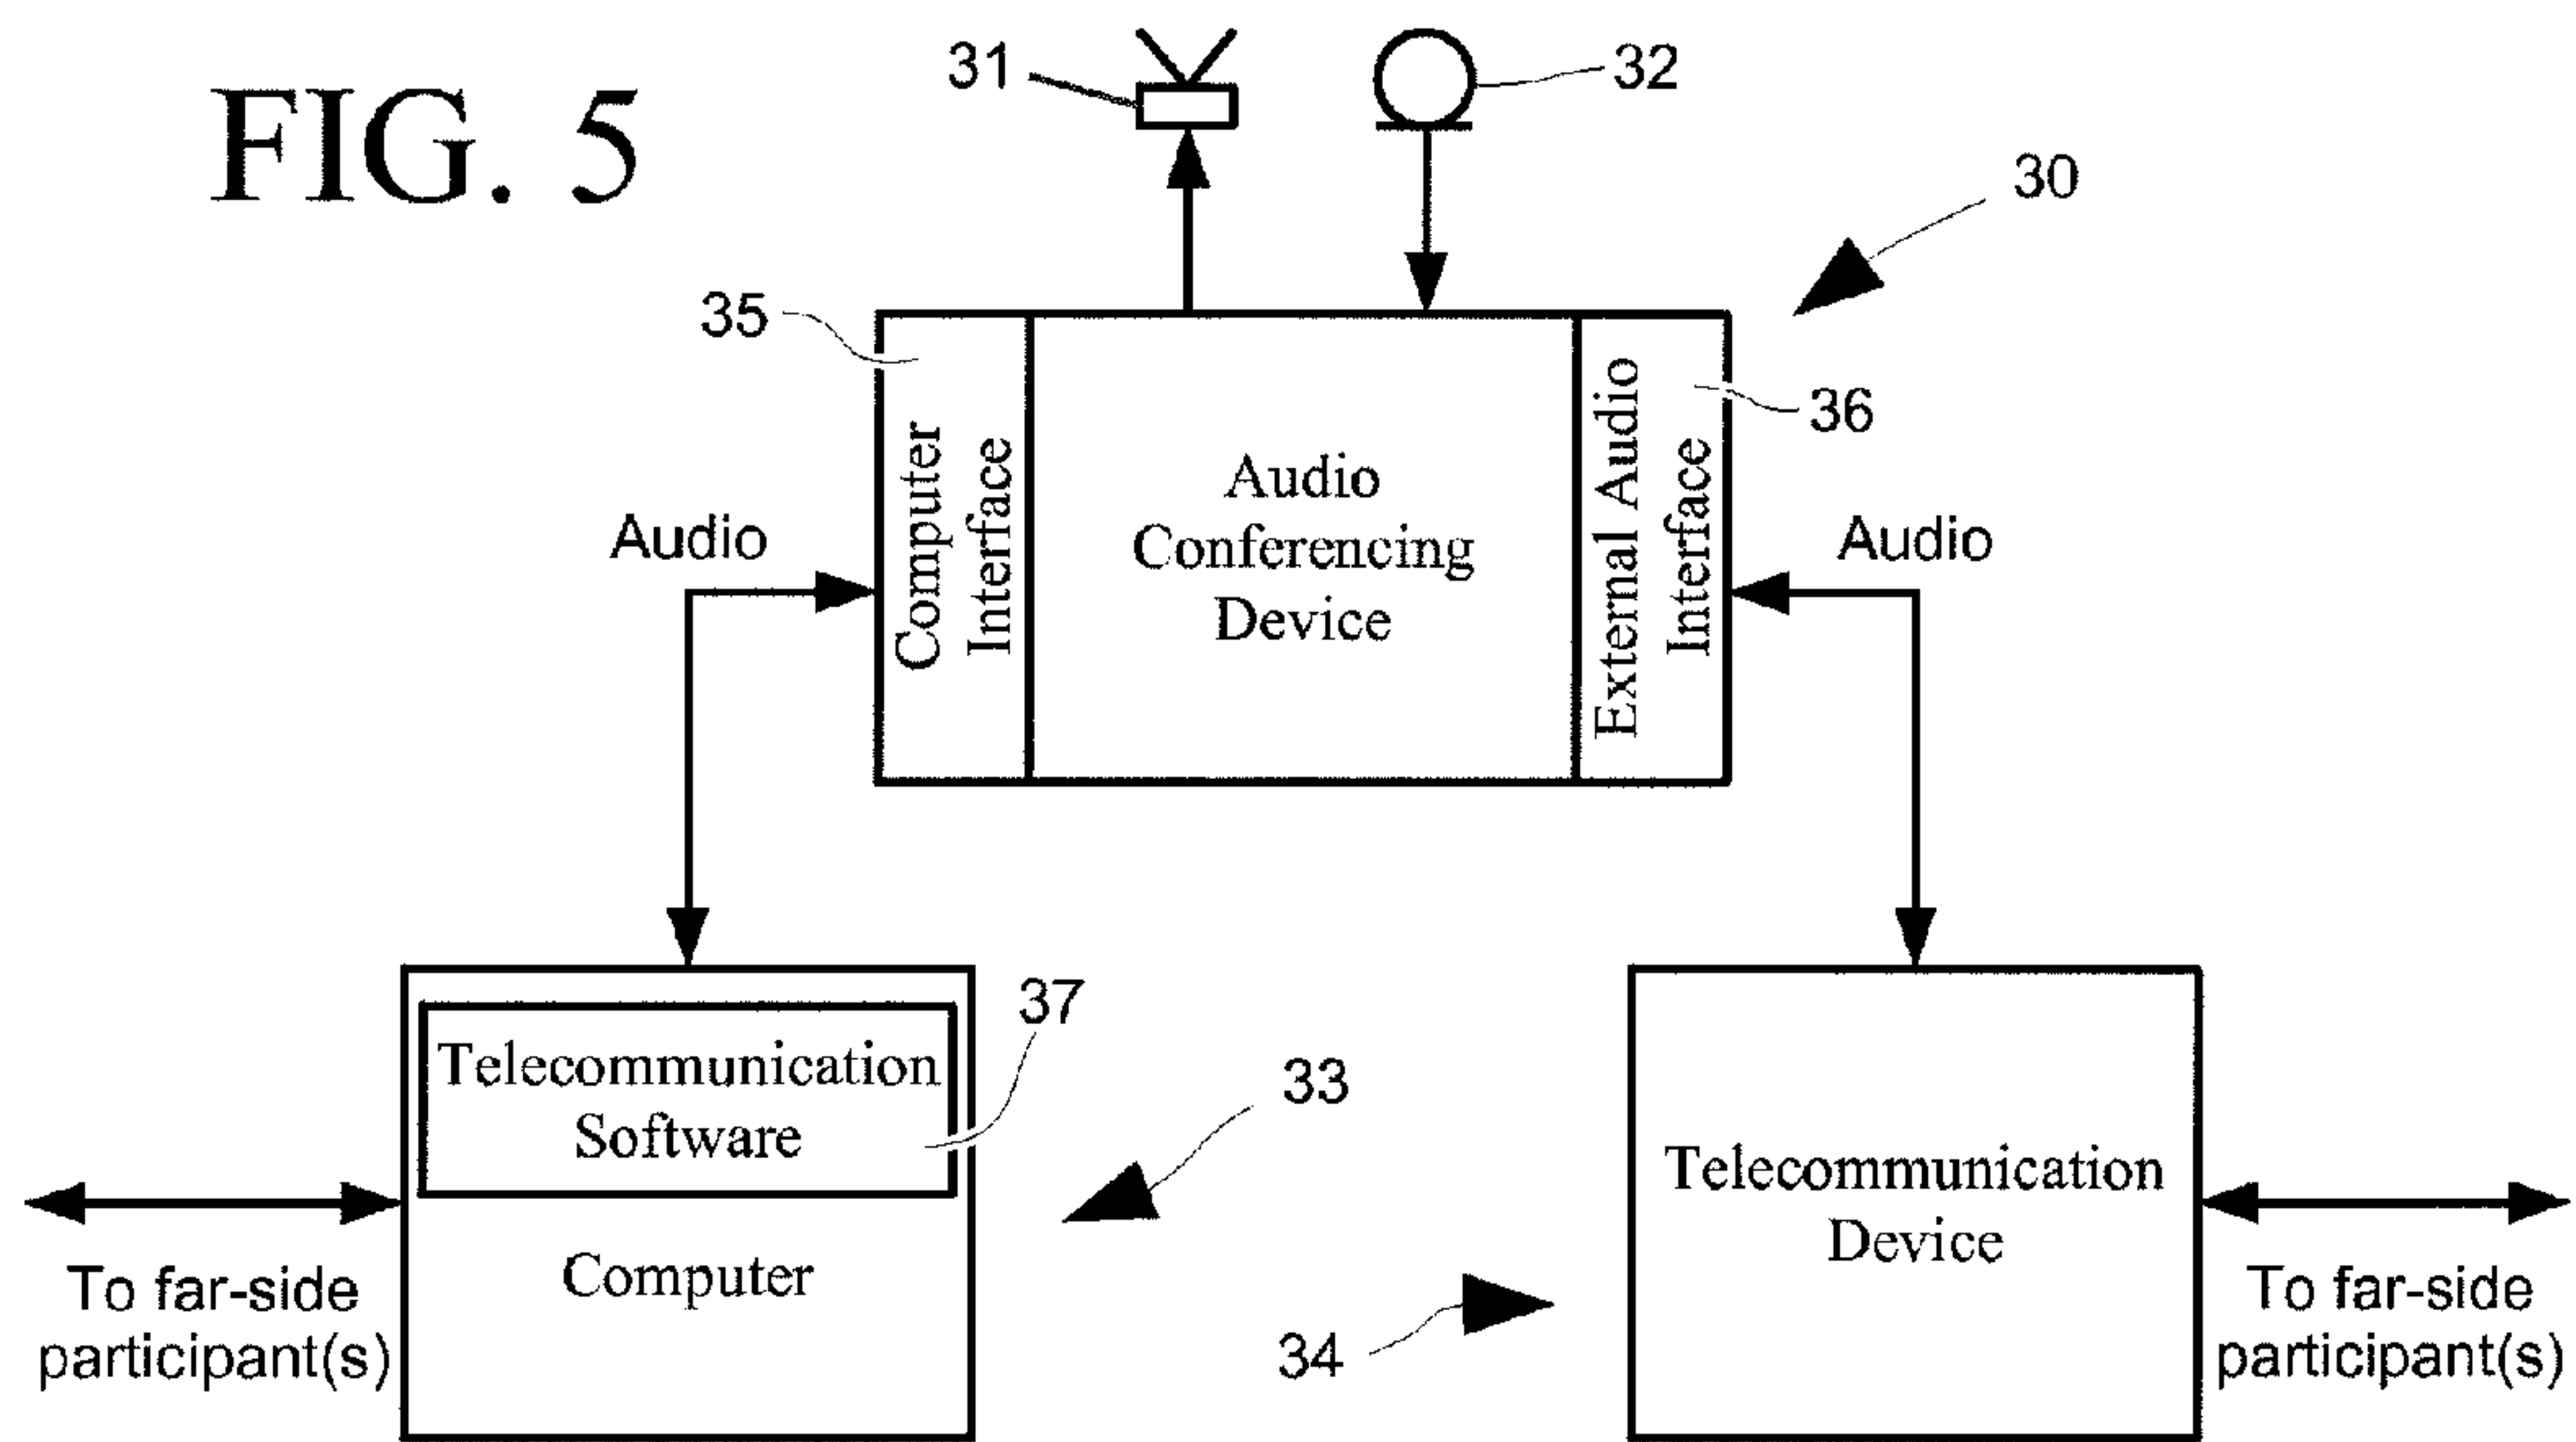 FIG. 5
31
32
30
35
36
Computer
Interface
Audio
Conferencing
Device
External Audio
Interface
Audio
Audio
37
Telecommunication
Software
33
Computer
To far-side
participant(s)
34
Telecommunication
Device
To far-side
participant(s)